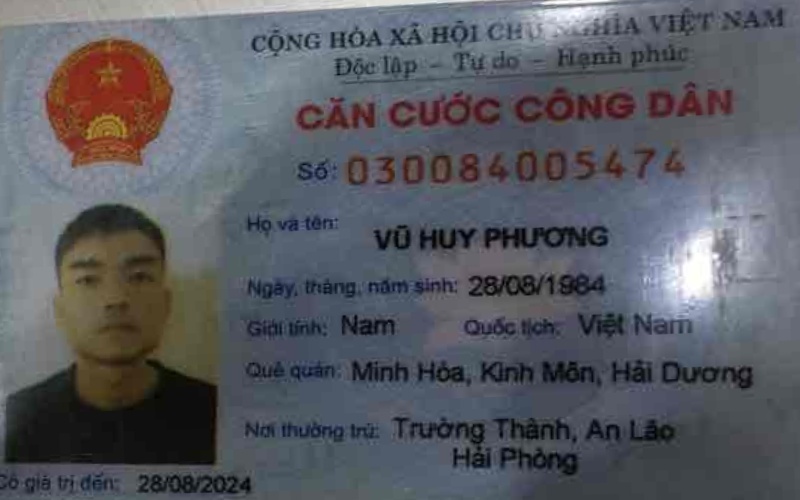 CỘNG HÒA XÃ HỘI CHỦ NGHĨA VIỆT NAM
Độc lập - Tự do - Hạnh phúc
CĂN CƯỚC CÔNG DÂN
Số: 030084005474
Họ và tên: VŨ HUY PHƯƠNG
Ngày, tháng, năm sinh: 28/08/1984
Giới tính: Nam Quốc tịch: Việt Nam
Quê quán: Minh Hòa, Kinh Môn, Hải Dương
Nơi thường trú: Trường Thành, An Lão
Hải Phòng
Có giá trị đến: 28/08/2024